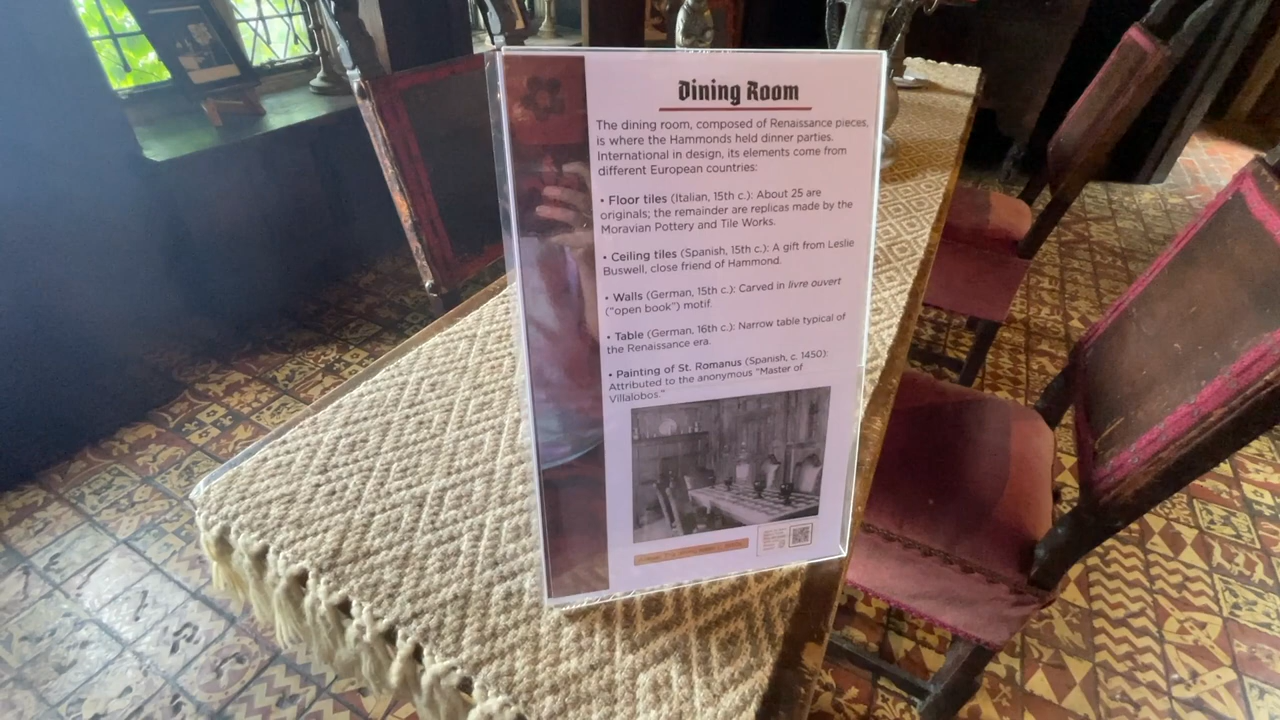 Dining Room
The dining room, composed of Renaissance pieces,
is where the Hammonds held dinner parties.
International in design, its elements come from
different European countries:
• Floor tiles (Italian, 15th c.): About 25 are
originals; the remainder are replicas made by the
Moravian Pottery and Tile Works.
• Ceiling tiles (Spanish, 15th c.): A gift from Leslie
Buswell, close friend of Hammond.
• Walls (German, 15th c.): Carved in livre ouvert
("open book") motif.
• Table (German, 16th c.): Narrow table typical of
the Renaissance era.
• Painting of St. Romanus (Spanish, c. 1450):
Attributed to the anonymous "Master of
Villalobos."